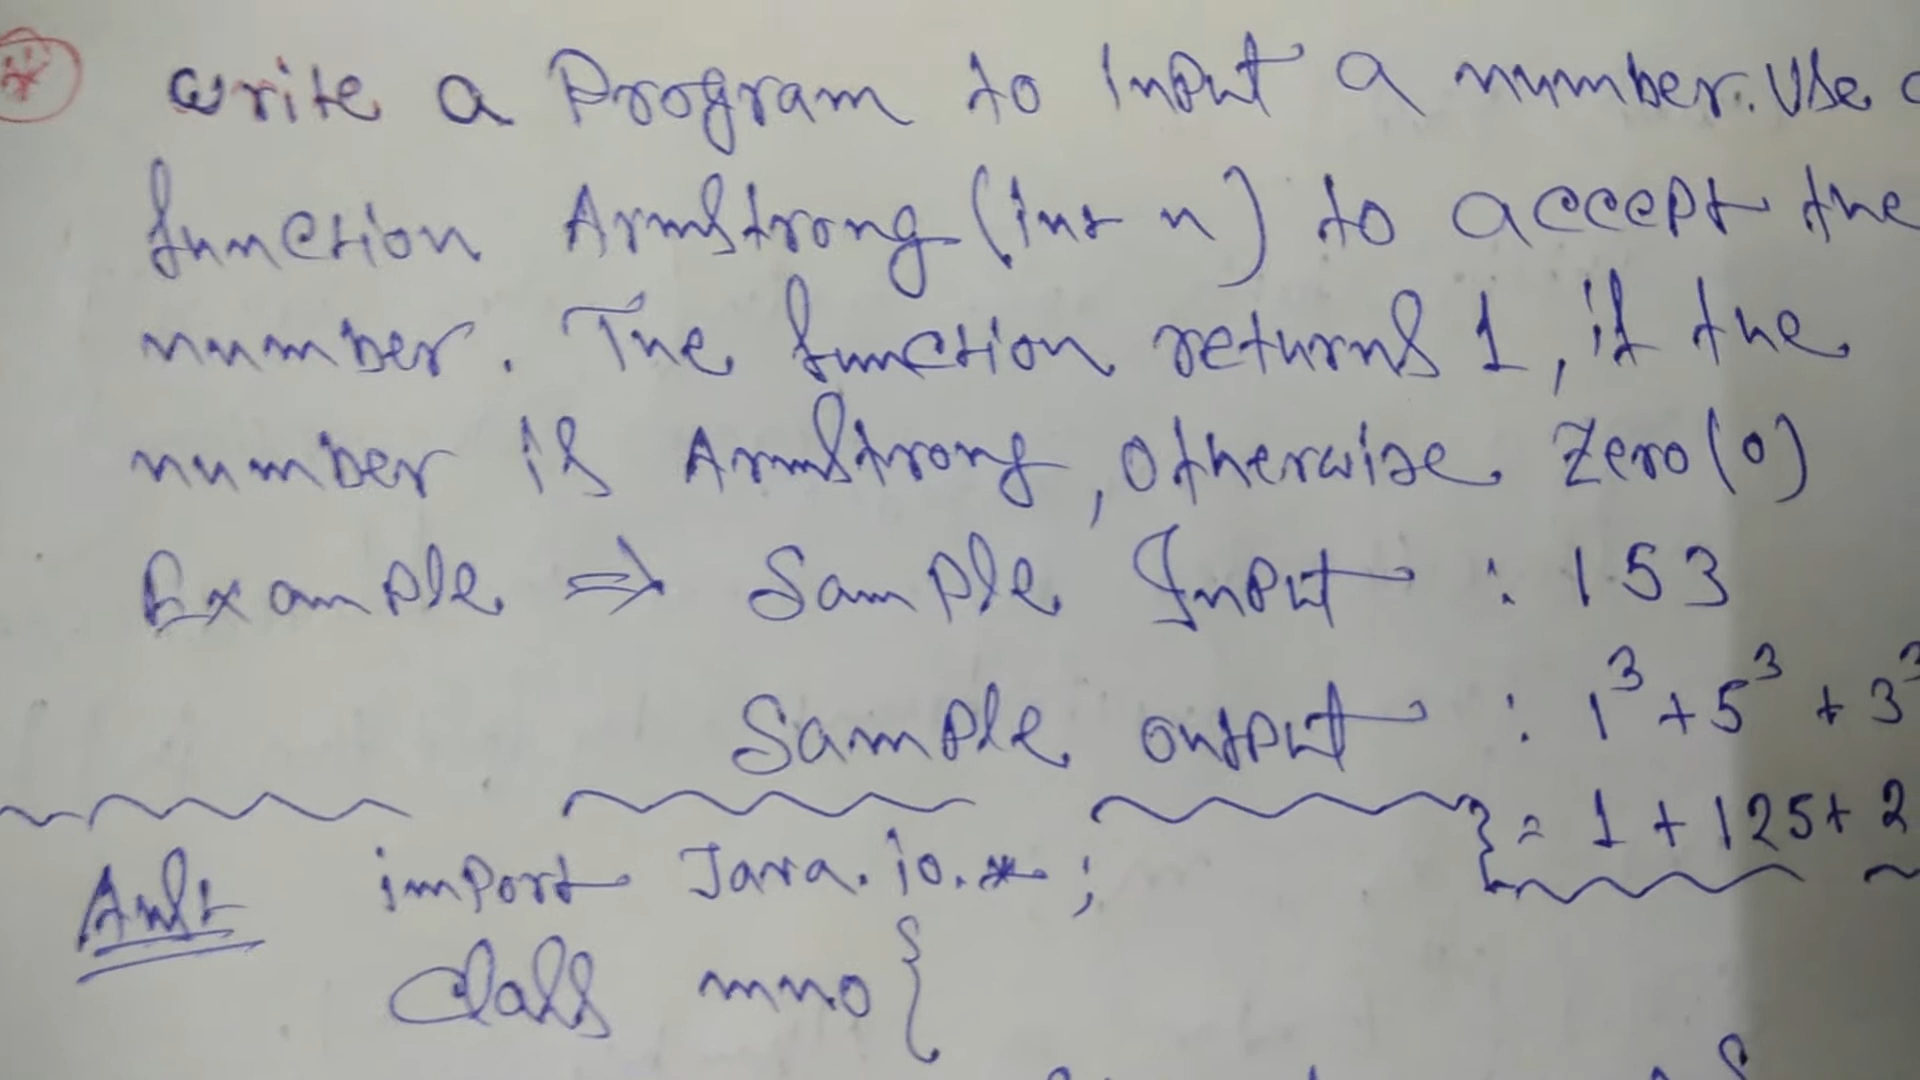 Write a Program to input a number. Use
function Armstrong (int n) to accept the
number. The function returns 1, if the
number is Armstrong, otherwise Zero (0)
Example ⇒ Sample Input : 153
Sample output : 1³ + 5³ + 3³
= 1 + 125 + 2
Ans: import Java.io.*;
Class mno {